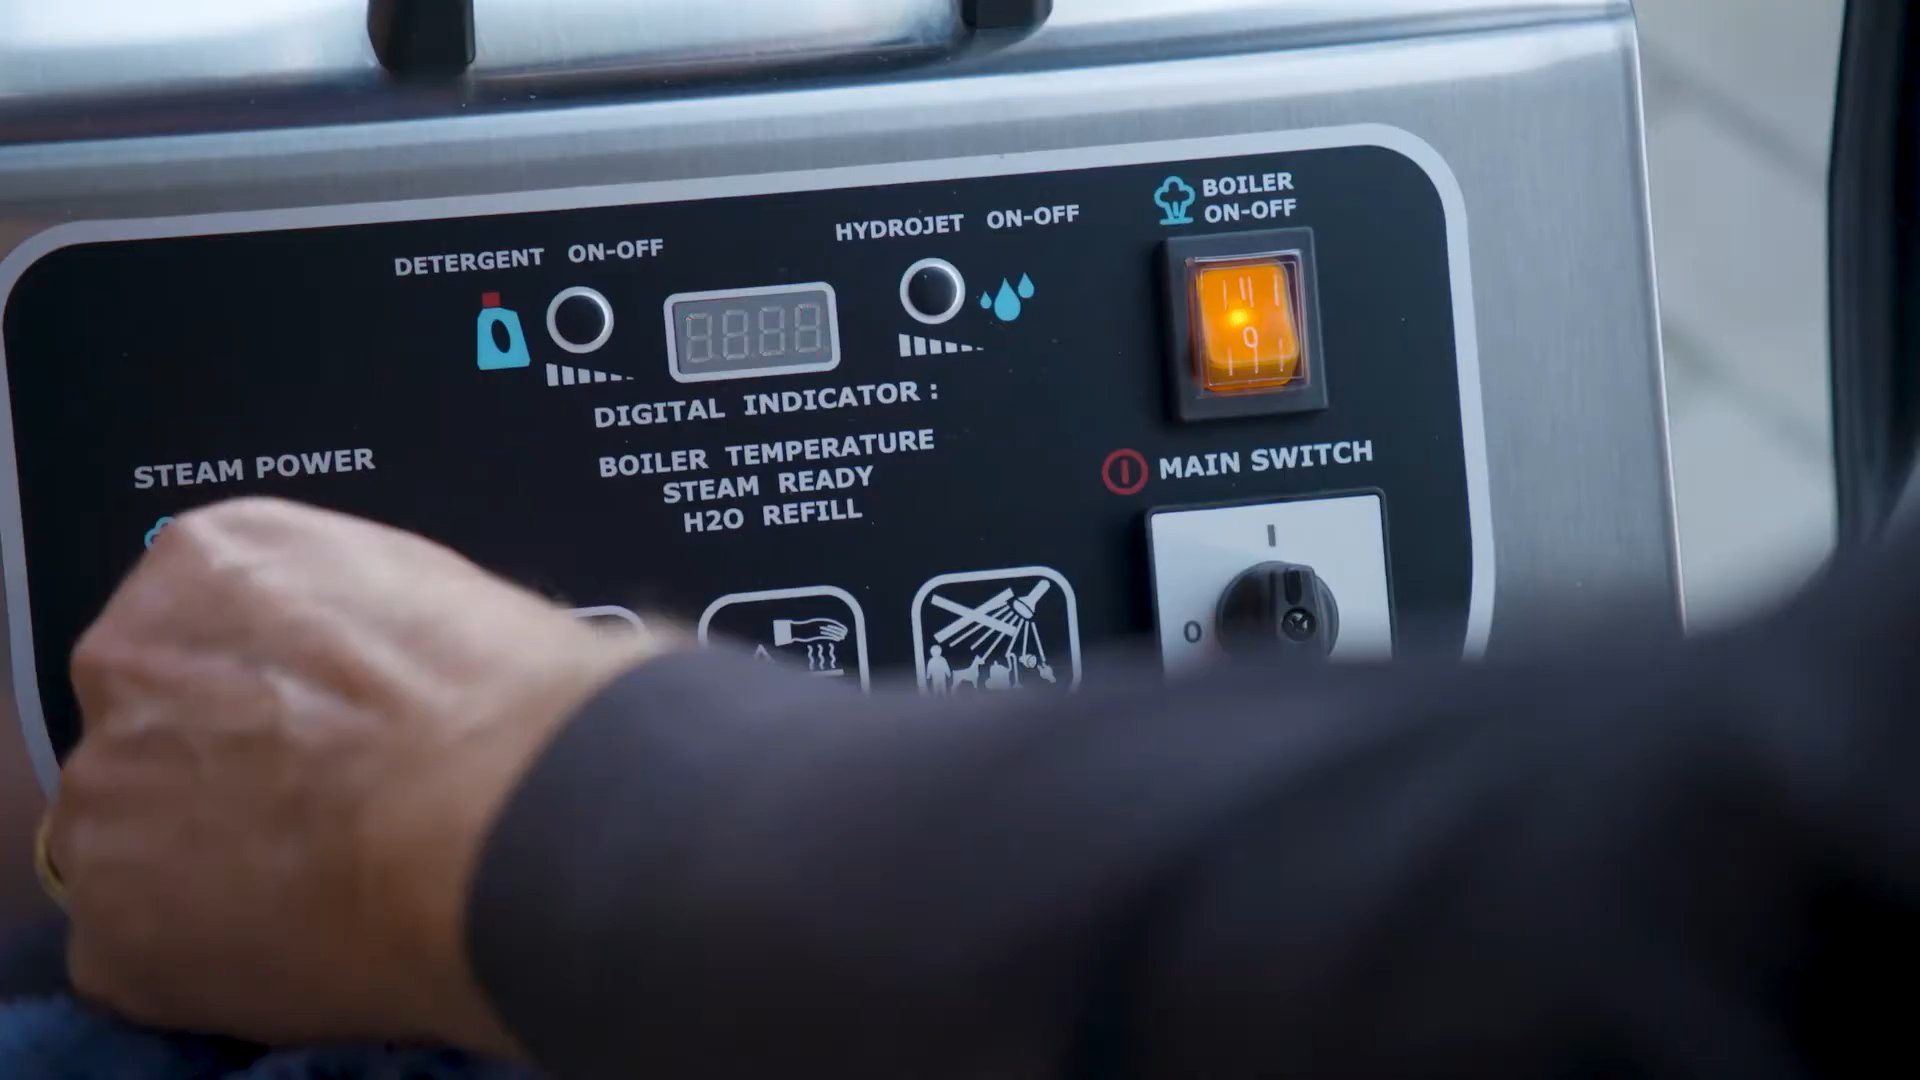 BOILER
ON-OFF
HYDROJET ON-OFF
DETERGENT ON-OFF
DIGITAL INDICATOR :
BOILER TEMPERATURE
STEAM READY
H2O REFILL
STEAM POWER
MAIN SWITCH
I
0